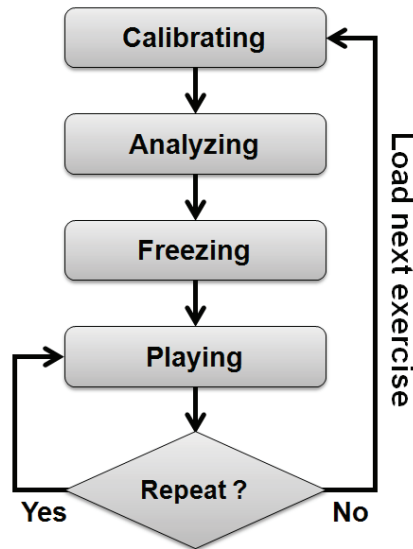 Calibrating
Analyzing
Freezing
Playing
Repeat ?
Yes
No
Load next exercise